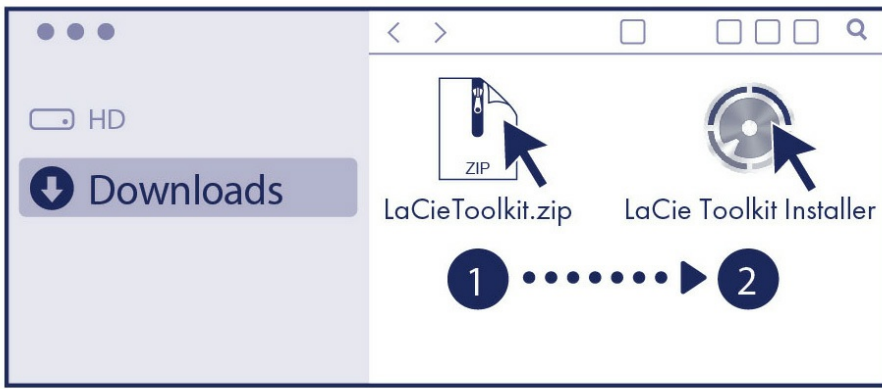 HD
Downloads
ZIP
LaCieToolkit.zip
LaCie Toolkit Installer
1
2